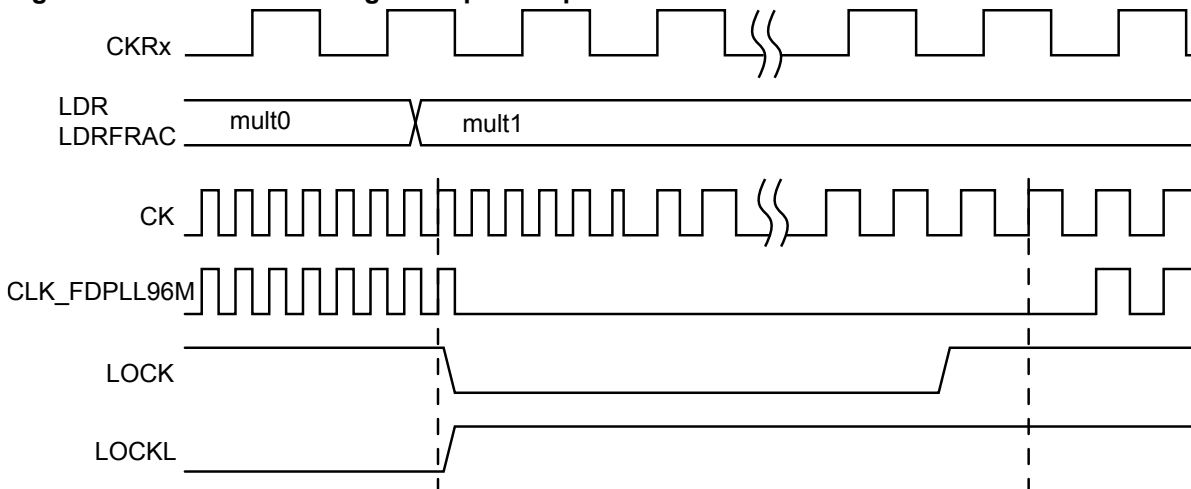 CKRx
LDR
LDRFRAC
mult0
mult1
CK
CLK_FDPLL96M
LOCK
LOCKL